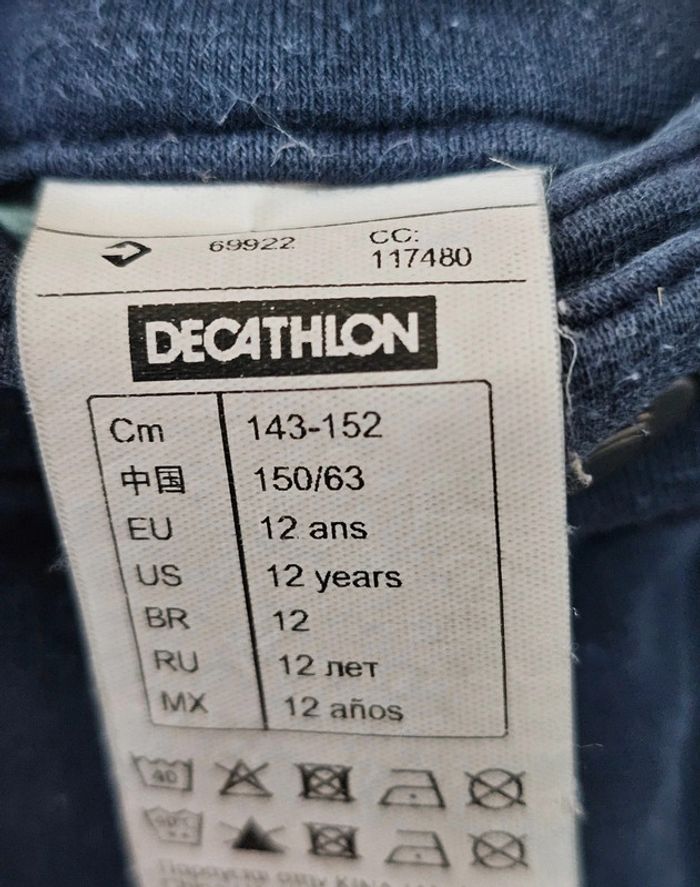 69922 CC:
117480
DECATHLON
Cm 143-152
中国 150/63
EU 12 ans
US 12 years
BR 12
RU 12 лет
MX 12 años
40